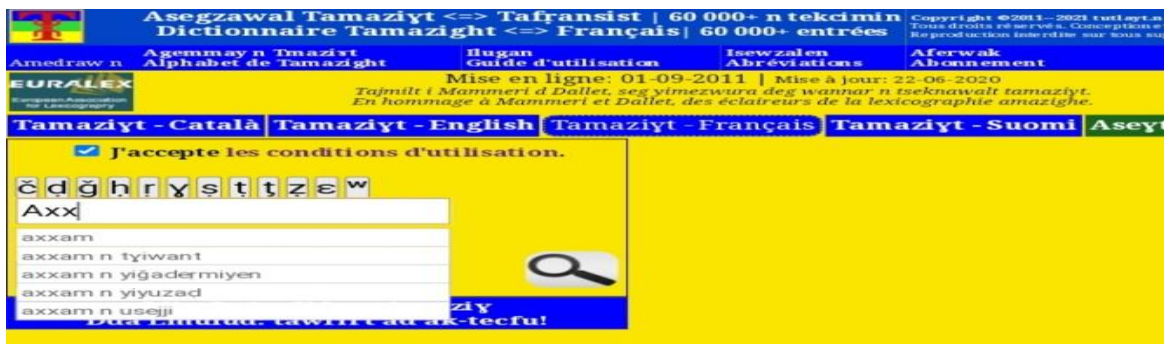 Asegzawal Tamaziɣt <=> Tafṛansist | 60 000+ n tekcimin
Dictionnaire Tamazight <=> Français| 60 000+ entrées
Copyright ©2011-2021 tutlayt.n
Tous droits réservés. Conception e
Reproduction interdite sur tous su
Amedraw n
Agemmay n Tmaziɣt
Alphabet de Tamazight
Ilugan
Guide d'utilisation
Isewzalen
Abréviations
Aferwak
Abonnement
EURALEX
European Association
for Lexicography
Mise en ligne: 01-09-2011 | Mise à jour: 22-06-2020
Tajmilt i Mammeri d Dallet, seg yimezwura deg wannar n tseknawalt tamaziɣt.
En hommage à Mammeri et Dallet, des éclaireurs de la lexicographie amazighe.
Tamaziɣt - Català Tamaziɣt - English Tamaziɣt - Français Tamaziɣt - Suomi Aseɣt
J'accepte les conditions d'utilisation.
č ḍ ǧ ḥ ṛ ɣ ṣ ṭ ţ ẓ ɛ ʷ
Axx
axxam
axxam n tɣiwant
axxam n yiǧadermiyen
axxam n yiyuzad
axxam n usejji
ziɣ
ak-tecfu!